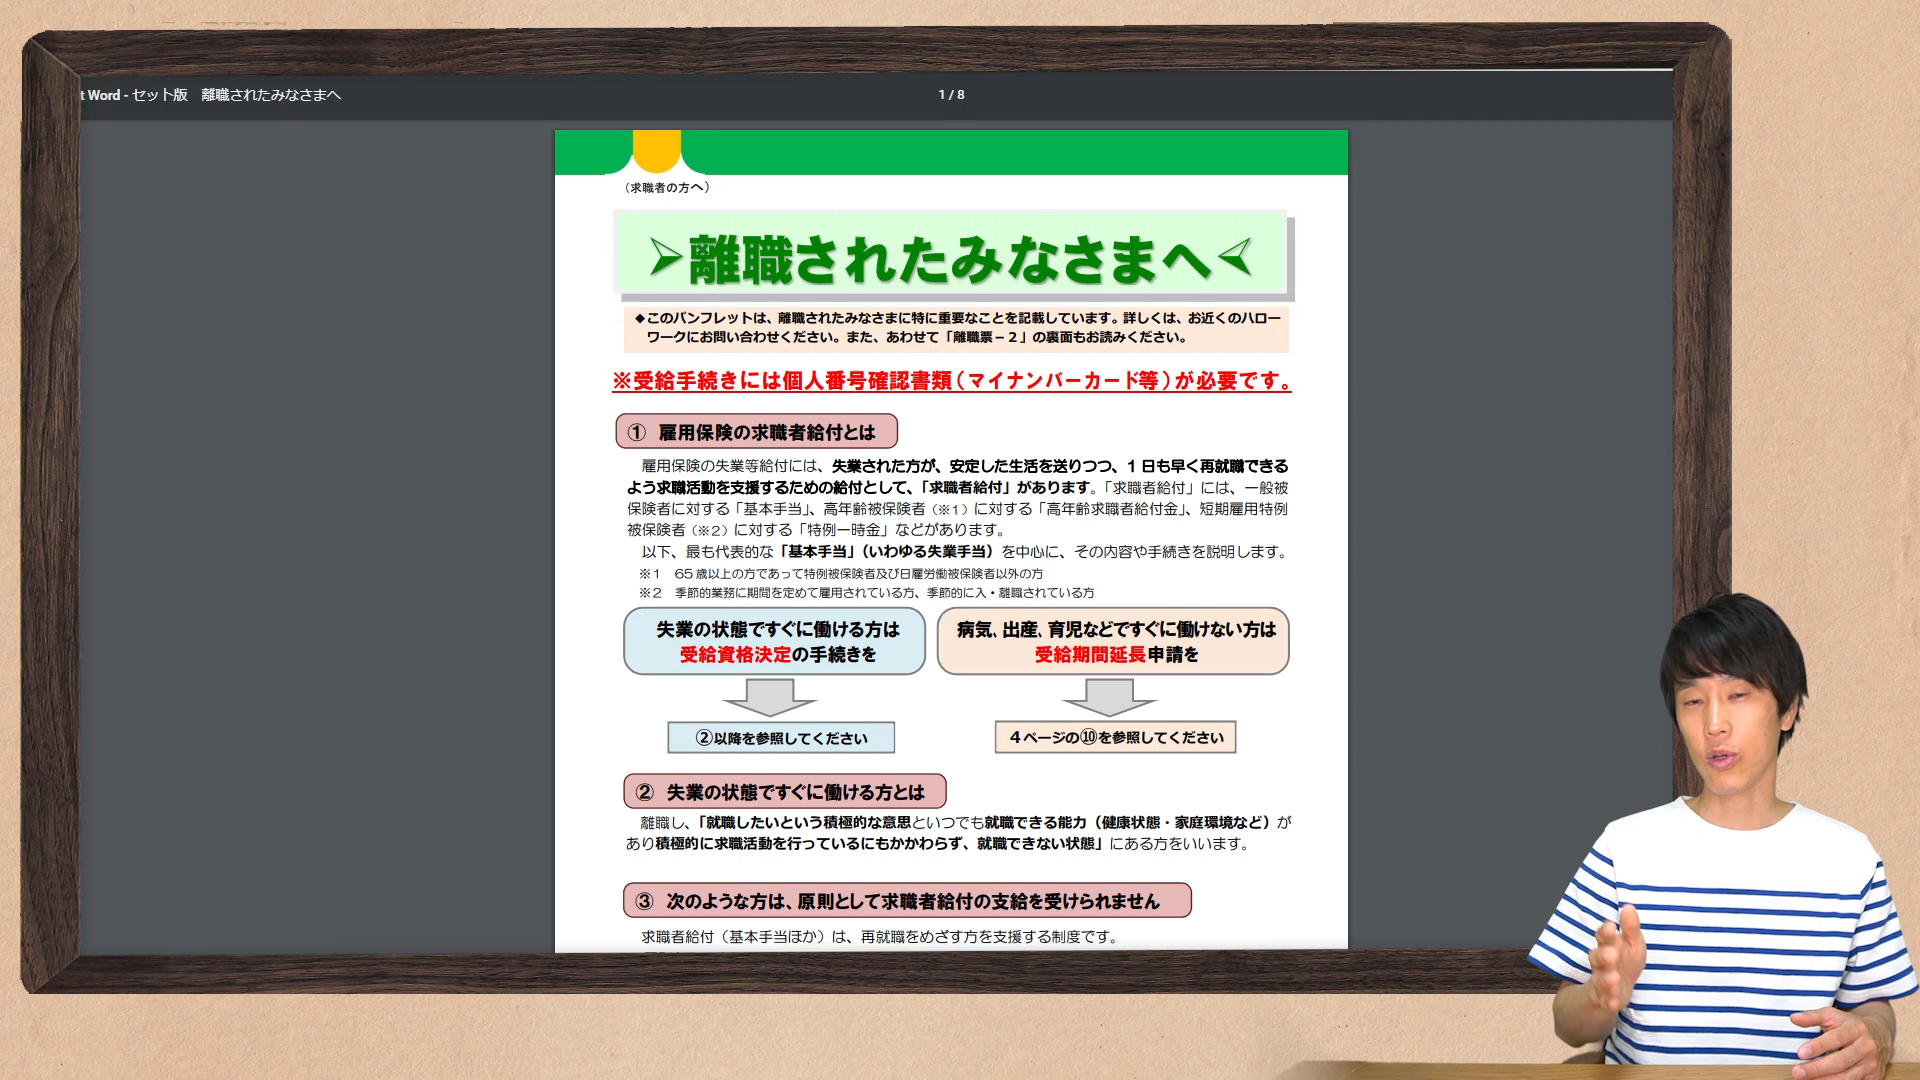 t Word - セット版　離職されたみなさまへ
1 / 8
（求職者の方へ）
離職されたみなさまへ
◆このパンフレットは、離職されたみなさまに特に重要なことを記載しています。詳しくは、お近くのハロー
ワークにお問い合わせください。また、あわせて「離職票－２」の裏面もお読みください。
※受給手続きには個人番号確認書類（マイナンバーカード等）が必要です。
①　雇用保険の求職者給付とは
雇用保険の失業等給付には、失業された方が、安定した生活を送りつつ、1 日も早く再就職できる
よう求職活動を支援するための給付として、「求職者給付」があります。「求職者給付」には、一般被
保険者に対する「基本手当」、高年齢被保険者（※１）に対する「高年齢求職者給付金」、短期雇用特例
被保険者（※２）に対する「特例一時金」などがあります。
以下、最も代表的な「基本手当」（いわゆる失業手当）を中心に、その内容や手続きを説明します。
※１　65 歳以上の方であって特例被保険者及び日雇労働被保険者以外の方
※２　季節的業務に期間を定めて雇用されている方、季節的に入・離職されている方
失業の状態ですぐに働ける方は
受給資格決定の手続きを
病気、出産、育児などですぐに働けない方は
受給期間延長申請を
②以降を参照してください
４ページの⑩を参照してください
②　失業の状態ですぐに働ける方とは
離職し、「就職したいという積極的な意思といつでも就職できる能力（健康状態・家庭環境など）が
あり積極的に求職活動を行っているにもかかわらず、就職できない状態」にある方をいいます。
③　次のような方は、原則として求職者給付の支給を受けられません
求職者給付（基本手当ほか）は、再就職をめざす方を支援する制度です。